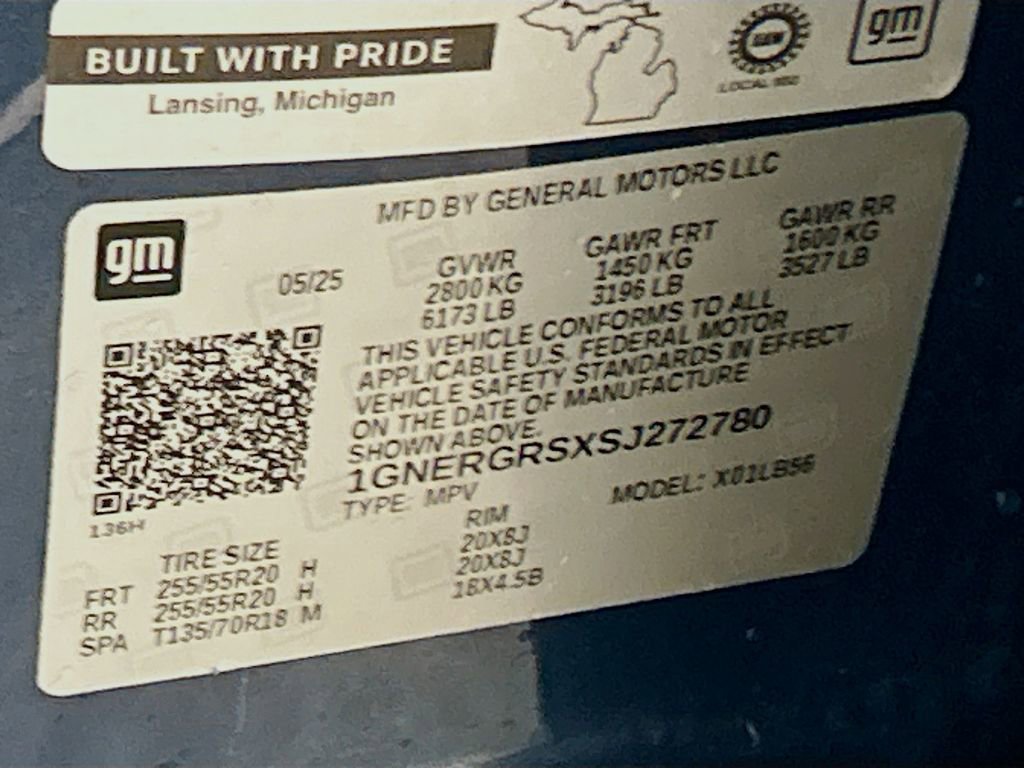 BUILT WITH PRIDE
Lansing, Michigan
LOCAL 602
gm
MFD BY GENERAL MOTORS LLC
gm
05/25
GVWR GAWR FRT GAWR RR
2800 KG 1450 KG 1600 KG
6173 LB 3196 LB 3527 LB
THIS VEHICLE CONFORMS TO ALL
APPLICABLE U.S. FEDERAL MOTOR
VEHICLE SAFETY STANDARDS IN EFFECT
ON THE DATE OF MANUFACTURE
SHOWN ABOVE.
1GNERGRSXSJ272780
136H
TYPE: MPV MODEL: X01LB56
TIRE SIZE RIM
FRT 255/55R20 H 20X8J
RR 255/55R20 H 20X8J
SPA T135/70R18 M 18X4.5B